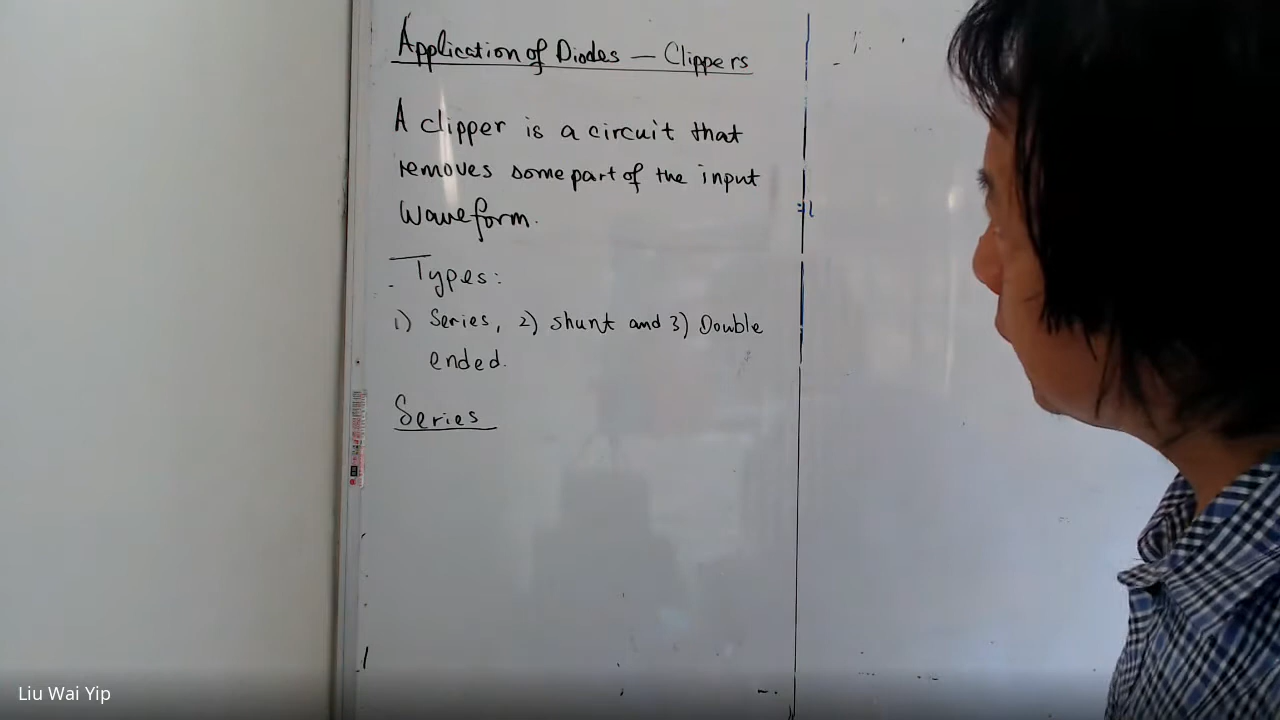 Application of Diodes — Clippers
A clipper is a circuit that
removes some part of the input
waveform.
Types:
1) Series, 2) shunt and 3) Double
ended.
Series
Liu Wai Yip